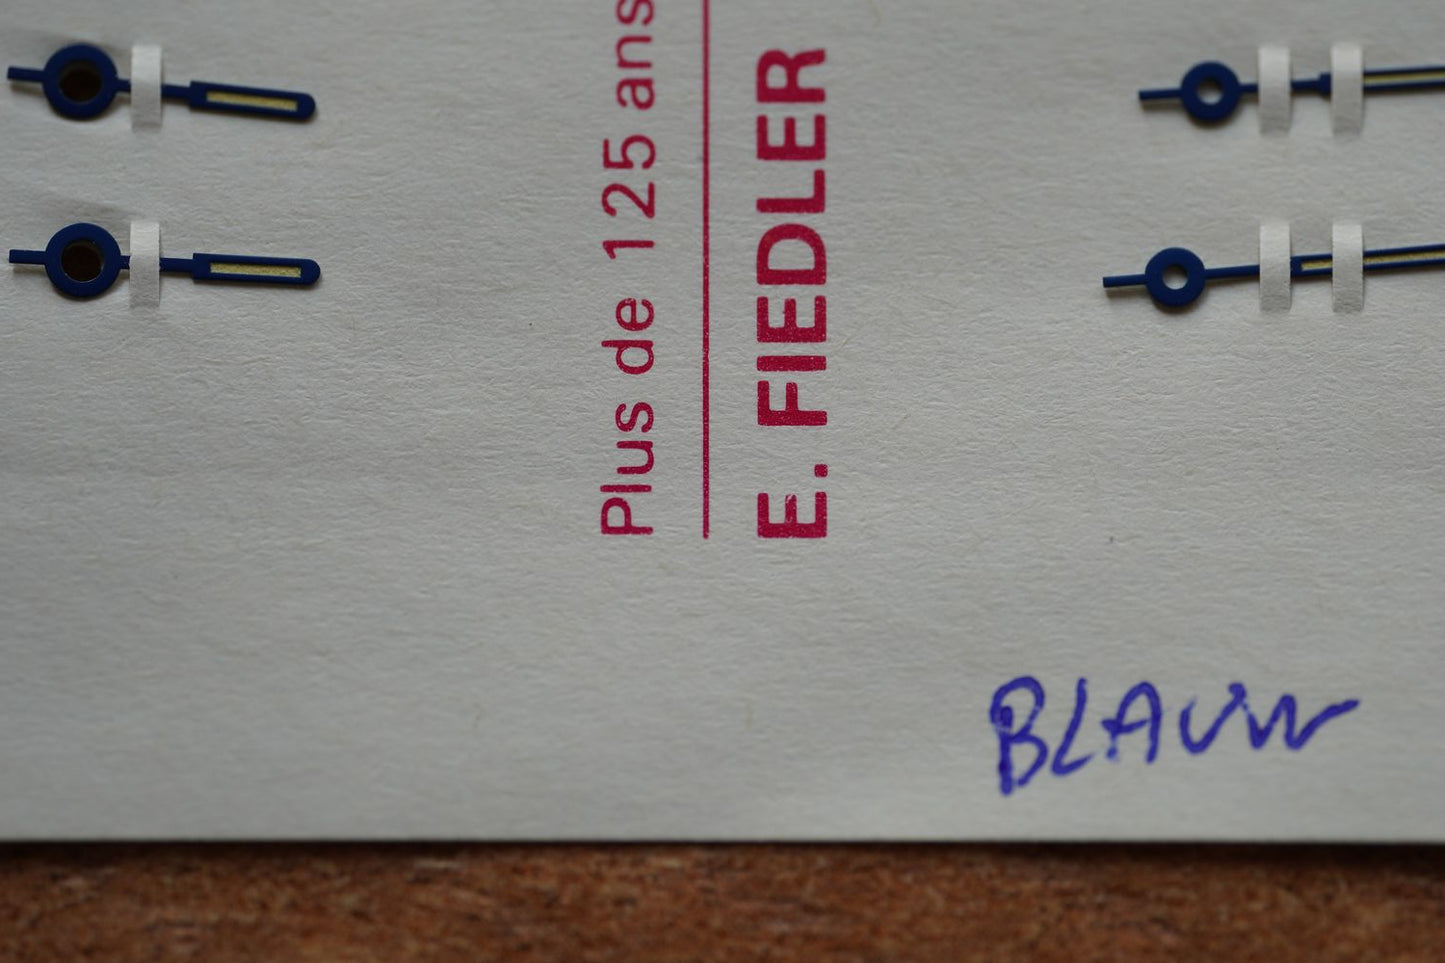 Plus de 125 ans
E. FIEDLER
BLAUW